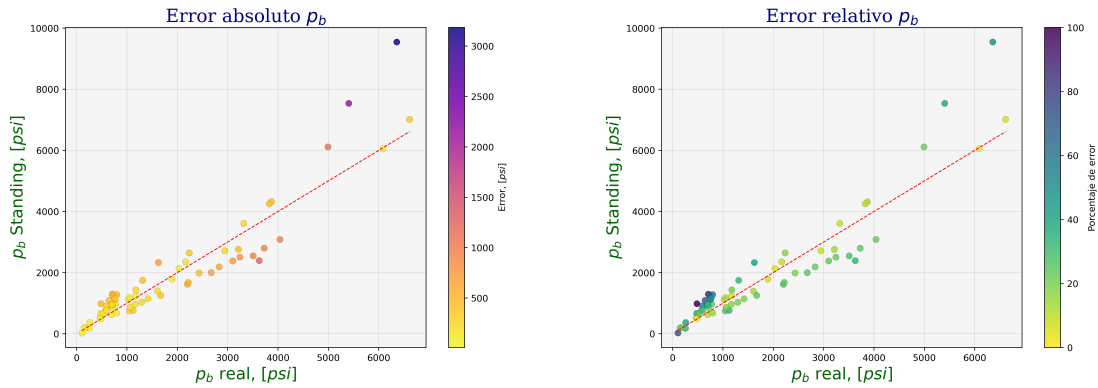 Error absoluto p_b
10000
8000
6000
4000
2000
0
p_b Standing, [psi]
0 1000 2000 3000 4000 5000 6000
p_b real, [psi]
3000
2500
2000
1500
1000
500
Error, [psi]
Error relativo p_b
10000
8000
6000
4000
2000
0
p_b Standing, [psi]
0 1000 2000 3000 4000 5000 6000
p_b real, [psi]
100
80
60
40
20
0
Porcentaje de error